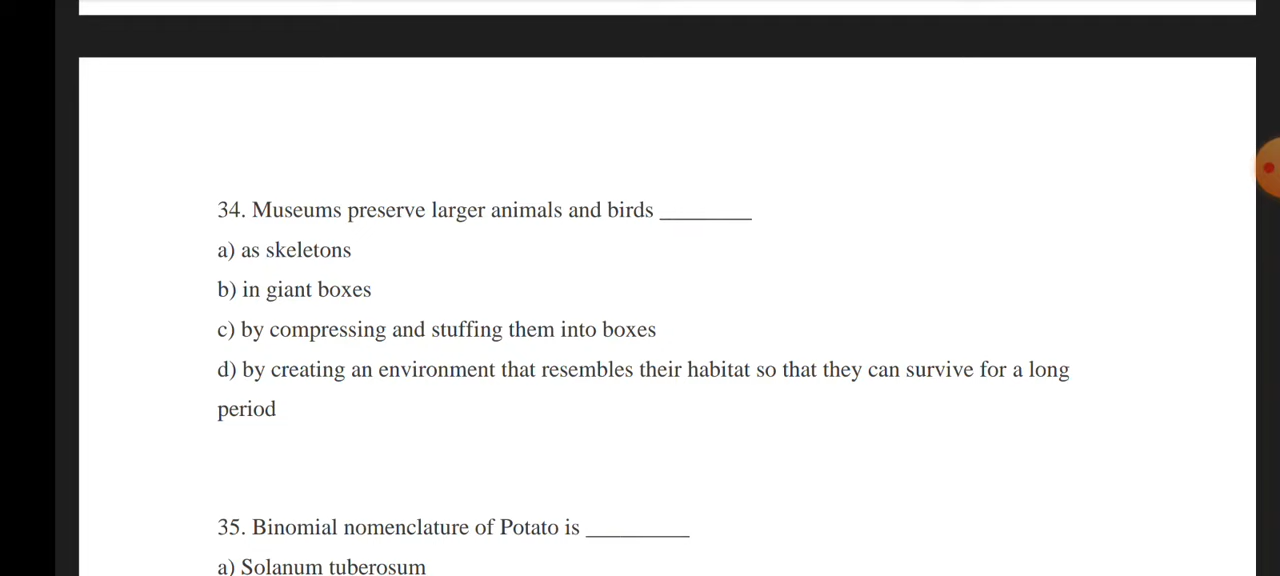 34. Museums preserve larger animals and birds ________
a) as skeletons
b) in giant boxes
c) by compressing and stuffing them into boxes
d) by creating an environment that resembles their habitat so that they can survive for a long
period
35. Binomial nomenclature of Potato is _________
a) Solanum tuberosum